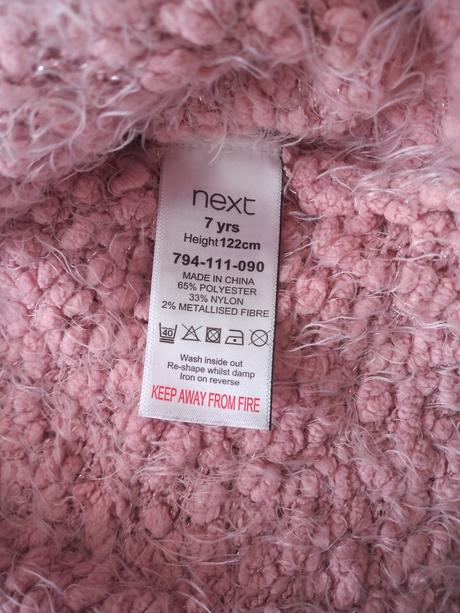 next
7 yrs
Height 122cm
794-111-090
MADE IN CHINA
65% POLYESTER
33% NYLON
2% METALLISED FIBRE
40
Wash inside out
Re-shape whilst damp
Iron on reverse
KEEP AWAY FROM FIRE